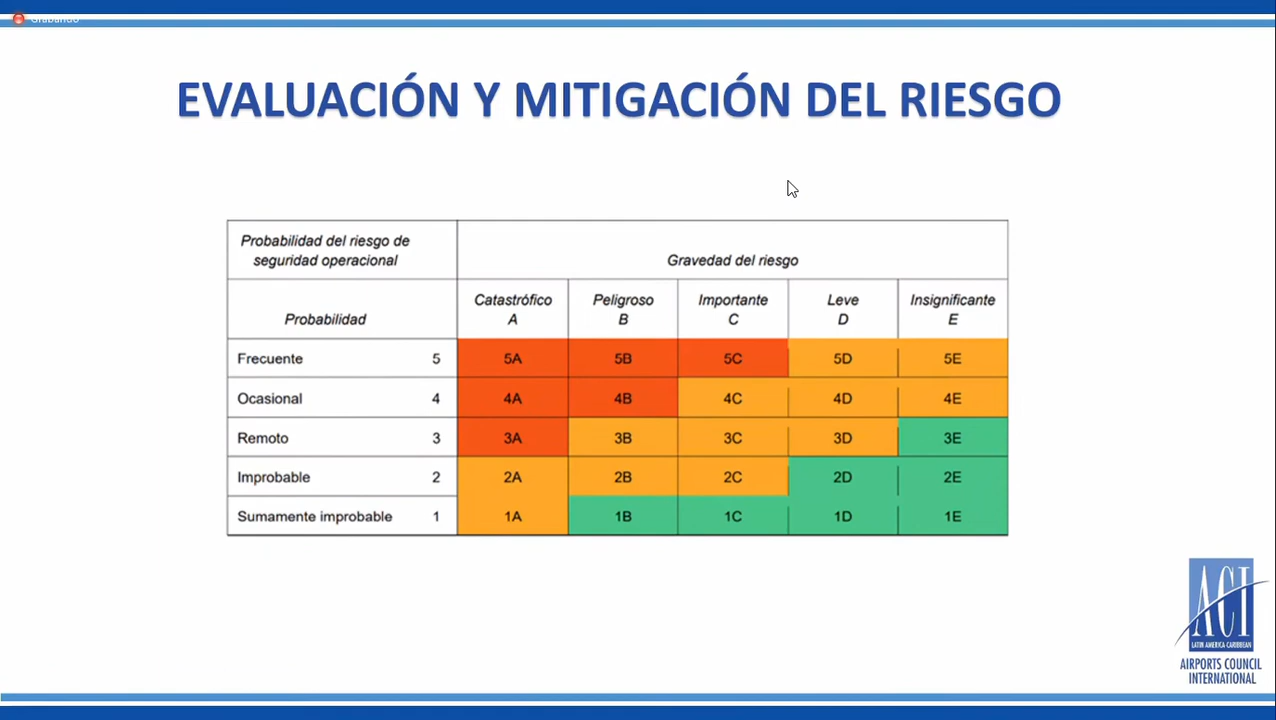 Grabando
EVALUACIÓN Y MITIGACIÓN DEL RIESGO
Probabilidad del riesgo de
seguridad operacional
Gravedad del riesgo
Probabilidad
Catastrófico
A
Peligroso
B
Importante
C
Leve
D
Insignificante
E
Frecuente 5 5A 5B 5C 5D 5E
Ocasional 4 4A 4B 4C 4D 4E
Remoto 3 3A 3B 3C 3D 3E
Improbable 2 2A 2B 2C 2D 2E
Sumamente improbable 1 1A 1B 1C 1D 1E
ACI
LATIN AMERICA CARIBBEAN
AIRPORTS COUNCIL
INTERNATIONAL